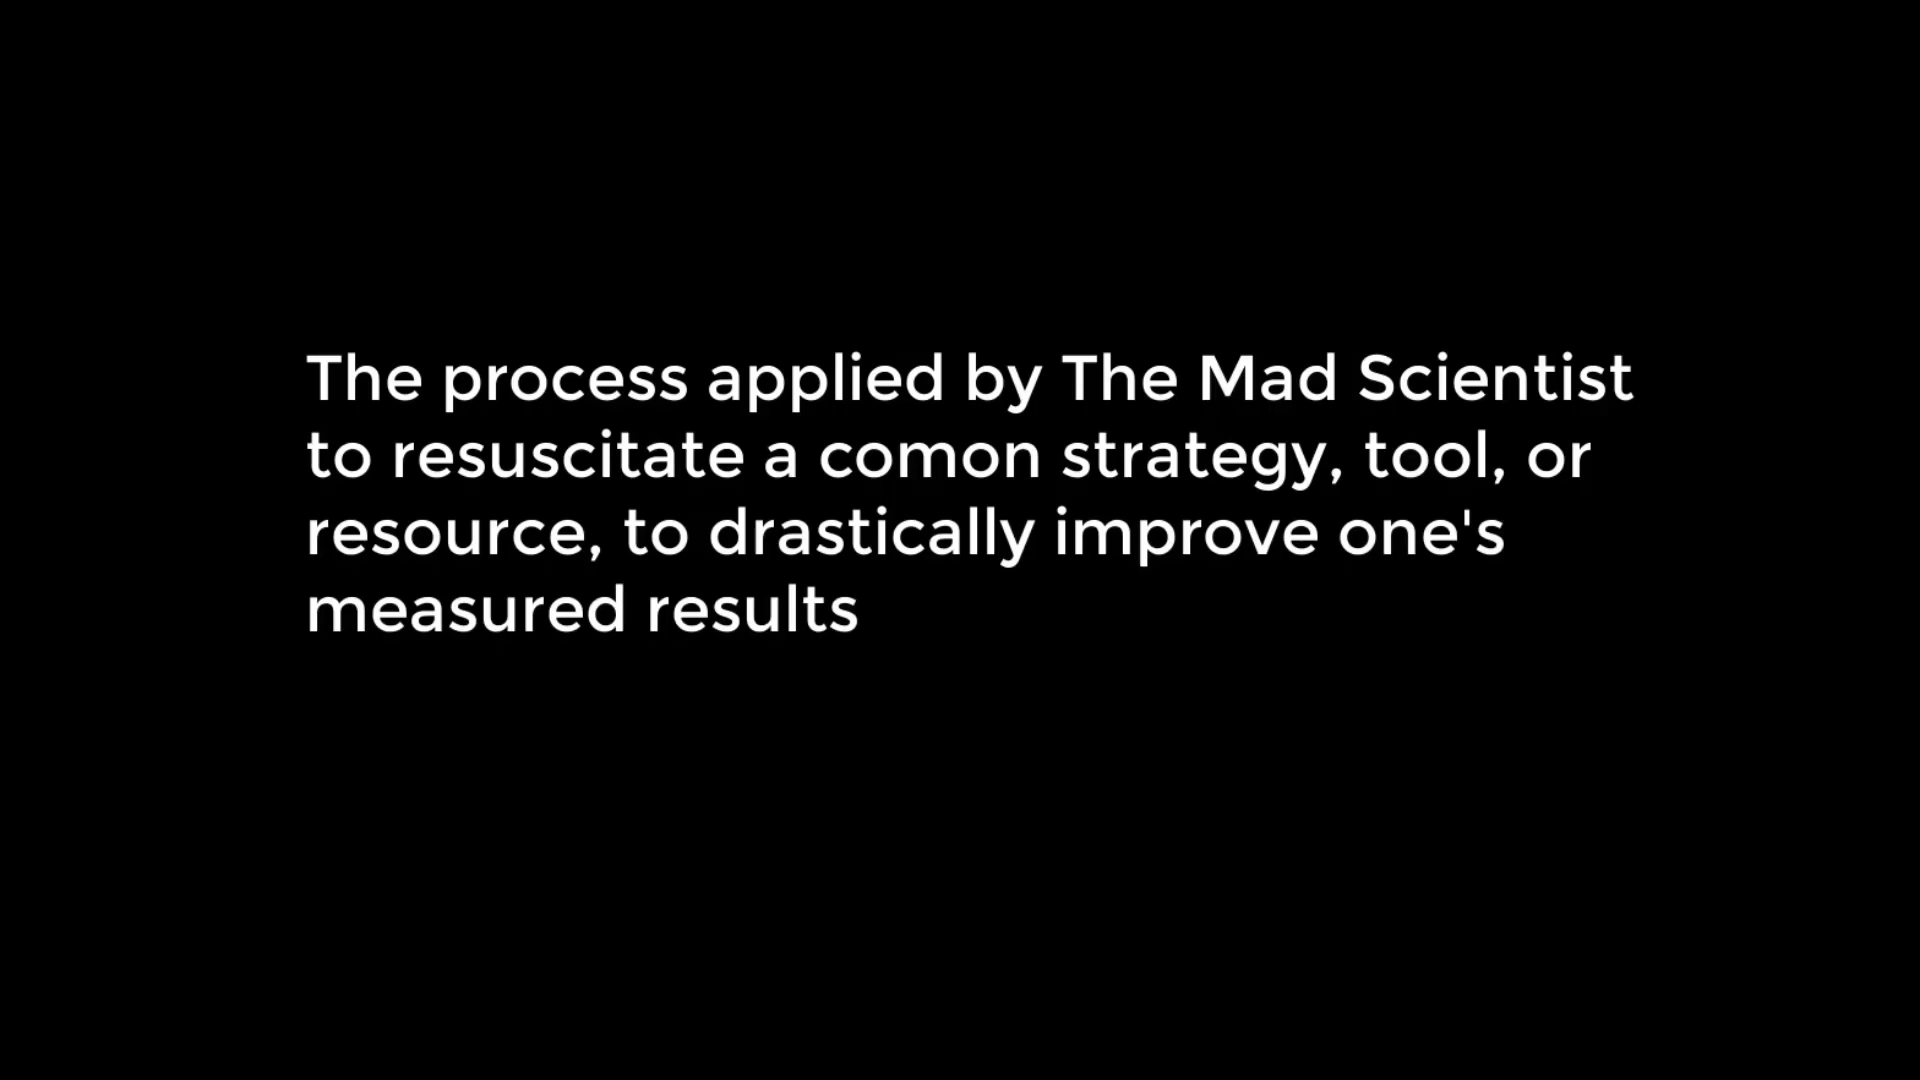 The process applied by The Mad Scientist
to resuscitate a comon strategy, tool, or
resource, to drastically improve one's
measured results